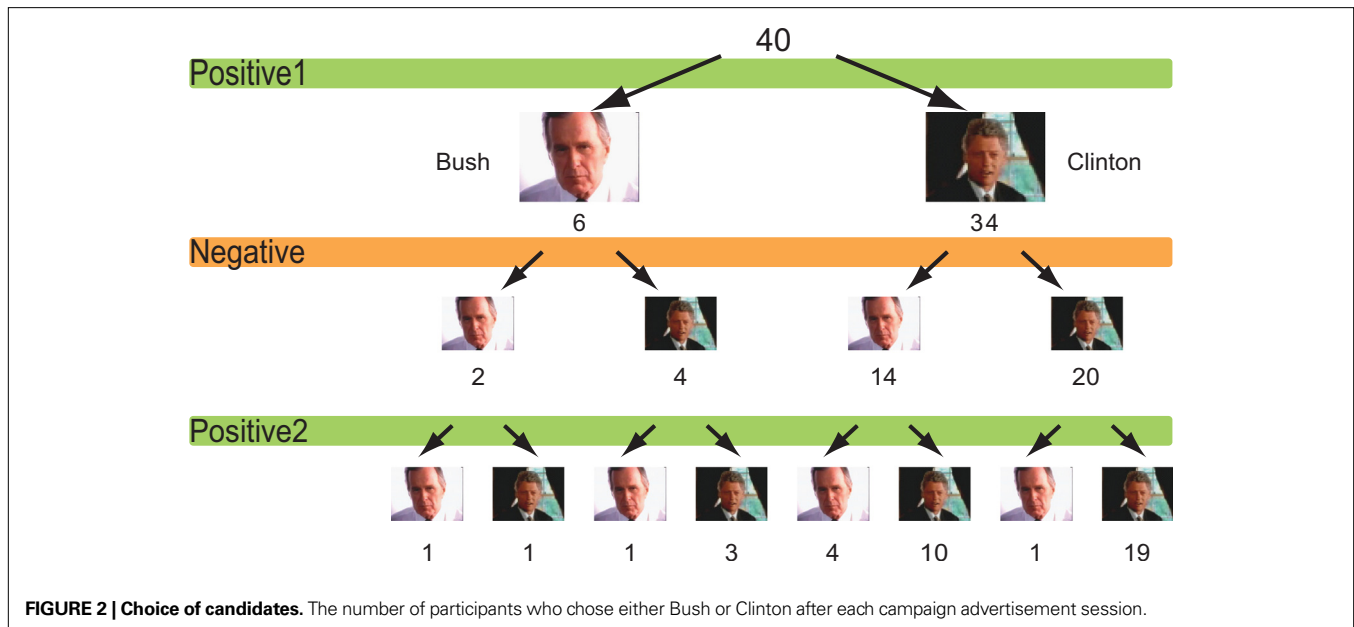 40
Positive1
Bush
Clinton
6 34
Negative
2 4 14 20
Positive2
1 1 1 3 4 10 1 19
FIGURE 2 | Choice of candidates. The number of participants who chose either Bush or Clinton after each campaign advertisement session.